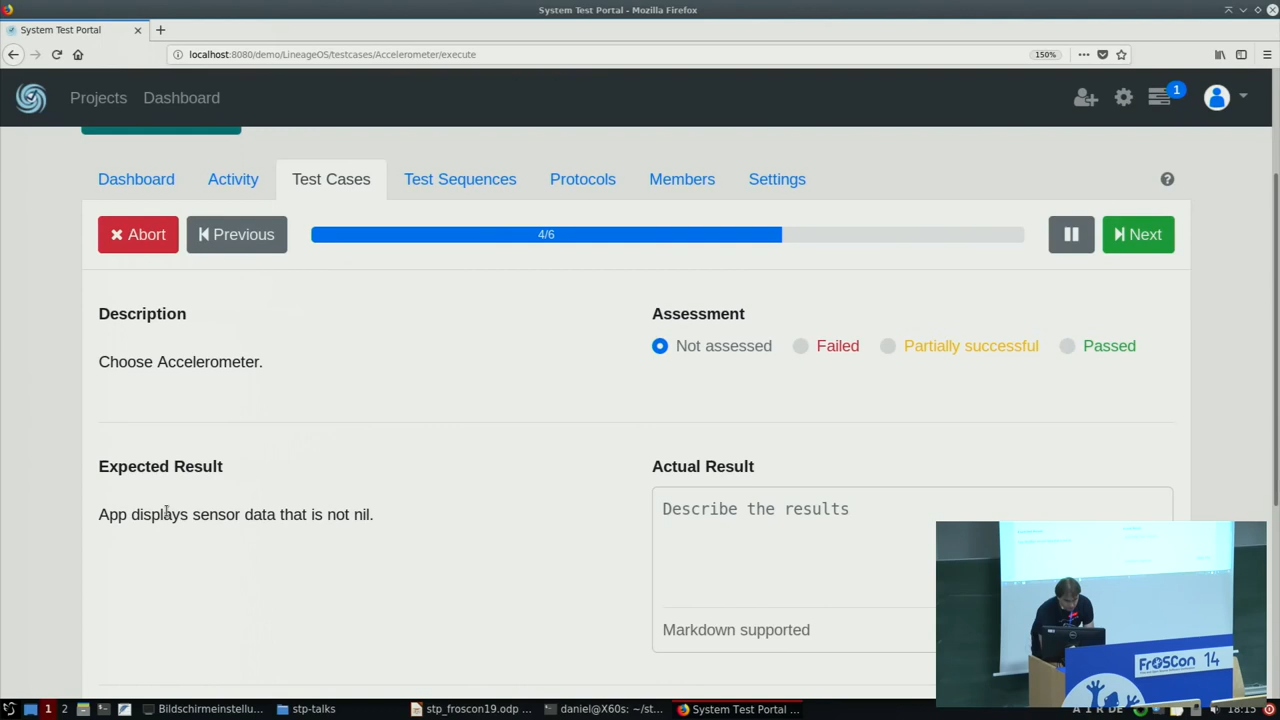 System Test Portal - Mozilla Firefox
System Test Portal
localhost:8080/demo/LineageOS/testcases/Accelerometer/execute
150%
Projects Dashboard
1
Dashboard Activity Test Cases Test Sequences Protocols Members Settings
Abort Previous 4/6 Next
Description
Choose Accelerometer.
Assessment
Not assessed Failed Partially successful Passed
Expected Result
App displays sensor data that is not nil.
Actual Result
Describe the results
Markdown supported
FrOSCon 14
1 2 Bildschirmeinstellu... stp-talks stp_froscon19.odp ... daniel@X60s: ~/st... System Test Portal ... 18:15